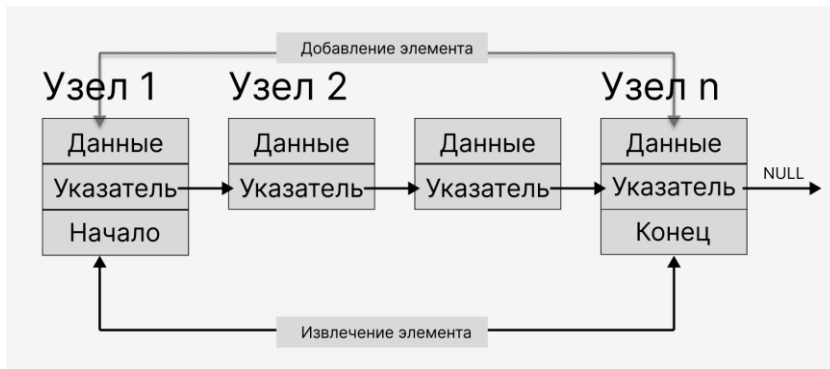 Добавление элемента
Узел 1 Узел 2 Узел n
Данные Данные Данные Данные
Указатель Указатель Указатель Указатель NULL
Начало Конец
Извлечение элемента